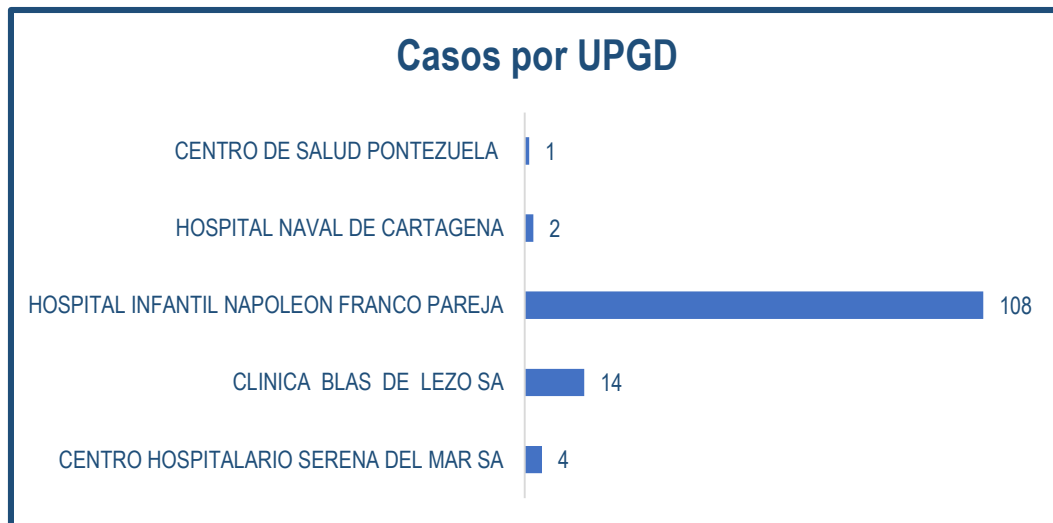 Casos por UPGD
CENTRO DE SALUD PONTEZUELA 1
HOSPITAL NAVAL DE CARTAGENA 2
HOSPITAL INFANTIL NAPOLEON FRANCO PAREJA 108
CLINICA BLAS DE LEZO SA 14
CENTRO HOSPITALARIO SERENA DEL MAR SA 4